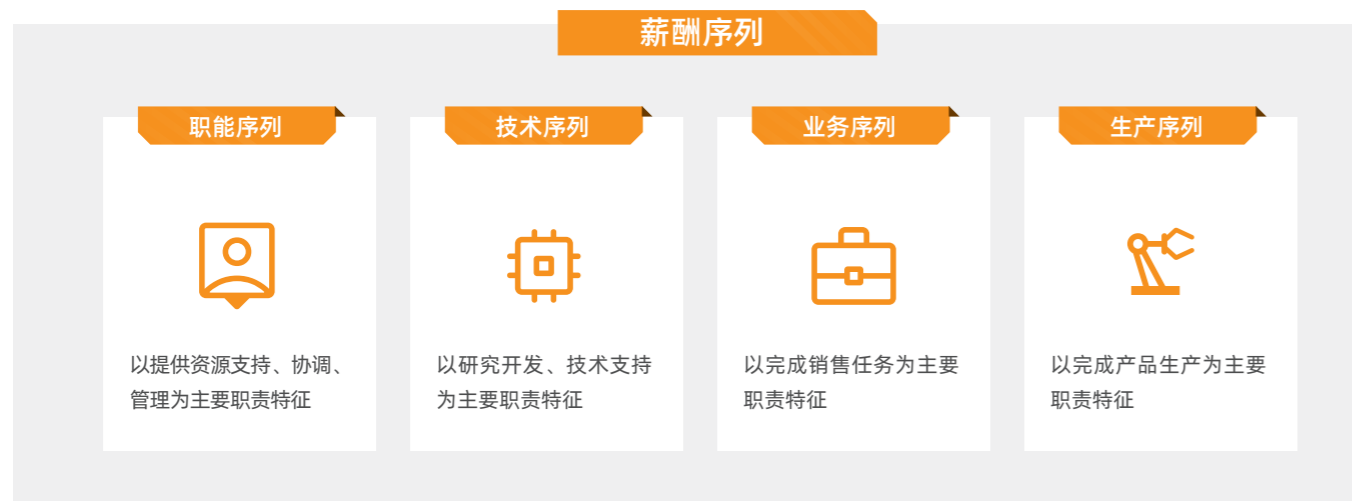 薪酬序列
职能序列
以提供资源支持、协调、
管理为主要职责特征
技术序列
以研究开发、技术支持
为主要职责特征
业务序列
以完成销售任务为主要
职责特征
生产序列
以完成产品生产为主要
职责特征